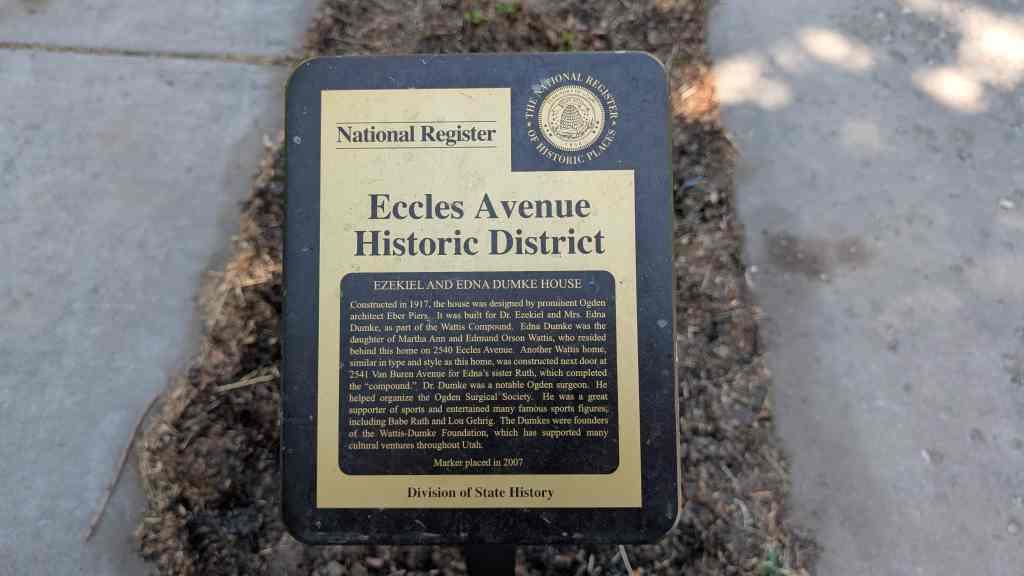 National Register
THE NATIONAL REGISTER
OF HISTORIC PLACES
Eccles Avenue
Historic District
EZEKIEL AND EDNA DUMKE HOUSE
Constructed in 1917, the house was designed by prominent Ogden
architect Eber Piers. It was built for Dr. Ezekiel and Mrs. Edna
Dumke, as part of the Wattis Compound. Edna Dumke was the
daughter of Martha Ann and Edmund Orson Wattis, who resided
behind this home on 2540 Eccles Avenue. Another Wattis home,
similar in type and style as this home, was constructed next door at
2541 Van Buren Avenue for Edna's sister Ruth, which completed
the "compound." Dr. Dumke was a notable Ogden surgeon. He
helped organize the Ogden Surgical Society. He was a great
supporter of sports and entertained many famous sports figures,
including Babe Ruth and Lou Gehrig. The Dumkes were founders
of the Wattis-Dumke Foundation, which has supported many
cultural ventures throughout Utah.
Marker placed in 2007
Division of State History